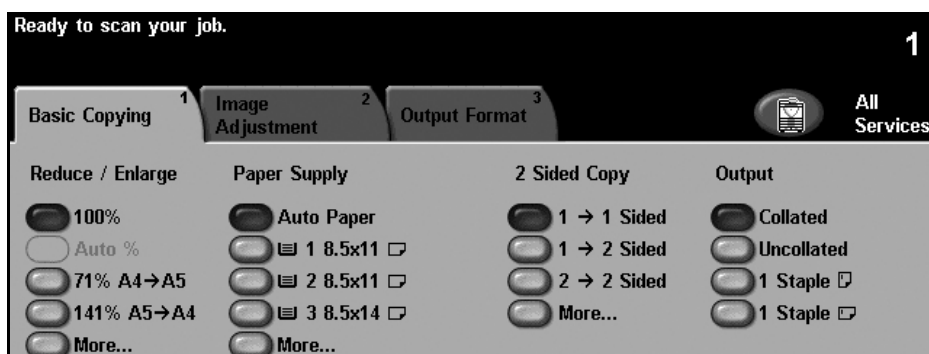 Ready to scan your job.
1
Basic Copying 1
Image Adjustment 2
Output Format 3
All Services
Reduce / Enlarge
100%
Auto %
71% A4→A5
141% A5→A4
More...
Paper Supply
Auto Paper
1 8.5x11
2 8.5x11
3 8.5x14
More...
2 Sided Copy
1 → 1 Sided
1 → 2 Sided
2 → 2 Sided
More...
Output
Collated
Uncollated
1 Staple
1 Staple